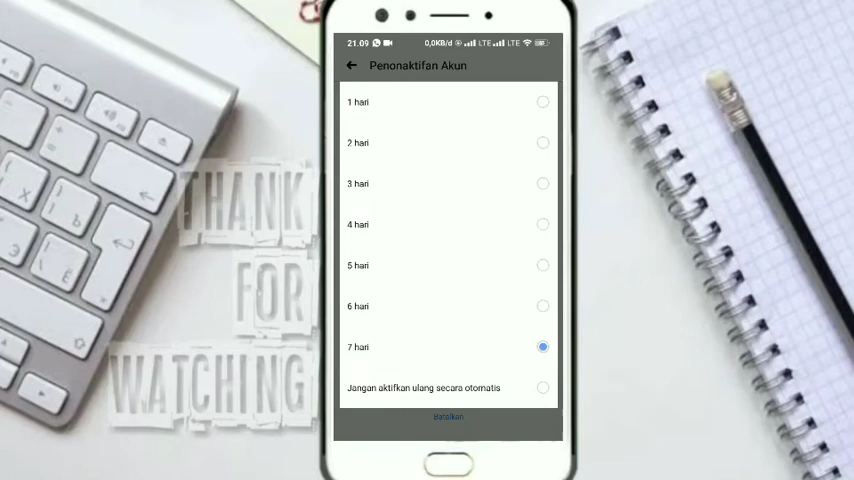 21.09
0,0KB/d LTE LTE
Penonaktifan Akun
1 hari
2 hari
3 hari
4 hari
5 hari
6 hari
7 hari
Jangan aktifkan ulang secara otomatis
Batalkan
THANK
FOR
WATCHING